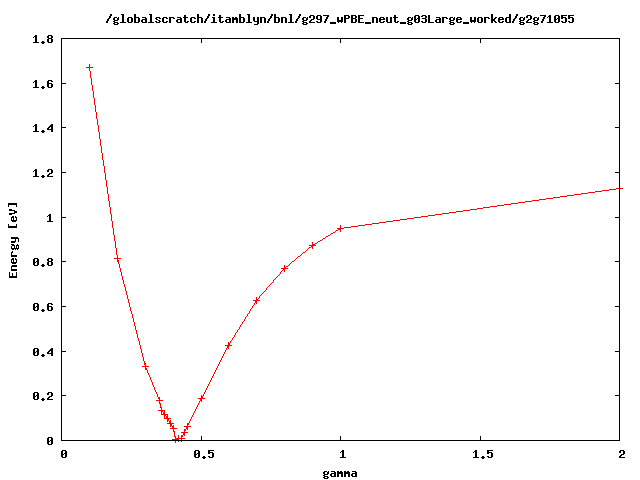 /globalscratch/itamblyn/bnl/g297_wPBE_neut_g03Large_worked/g2g71055
1.8
1.6
1.4
1.2
1
0.8
0.6
0.4
0.2
0
Energy [eV]
0 0.5 1 1.5 2
gamma